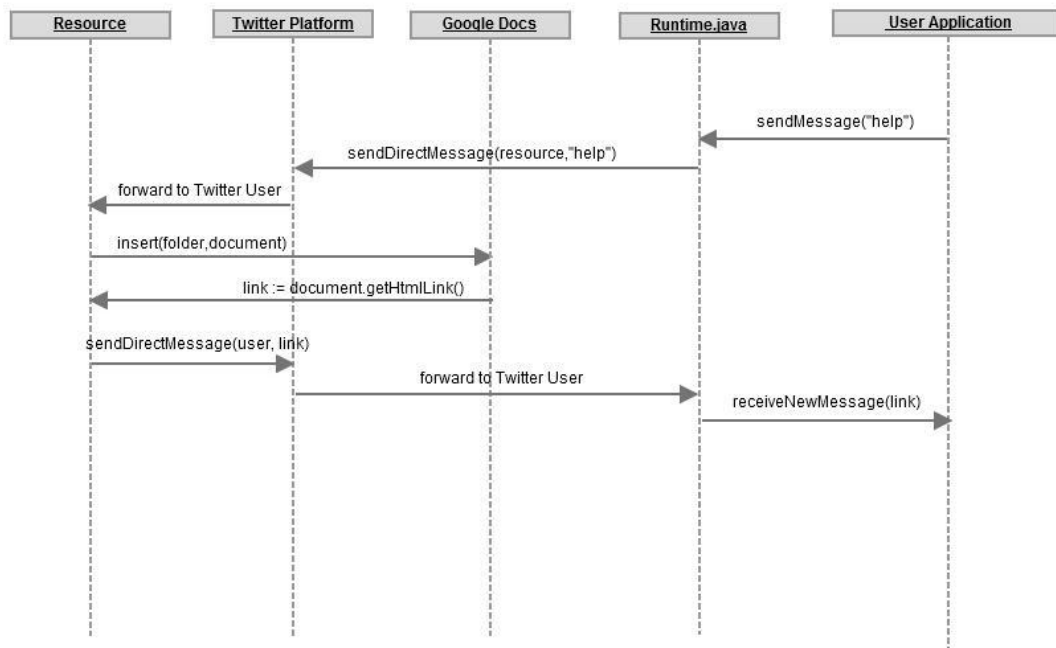 Resource
Twitter Platform
Google Docs
Runtime.java
User Application
sendMessage("help")
sendDirectMessage(resource,"help")
forward to Twitter User
insert(folder,document)
link := document.getHtmlLink()
sendDirectMessage(user, link)
forward to Twitter User
receiveNewMessage(link)